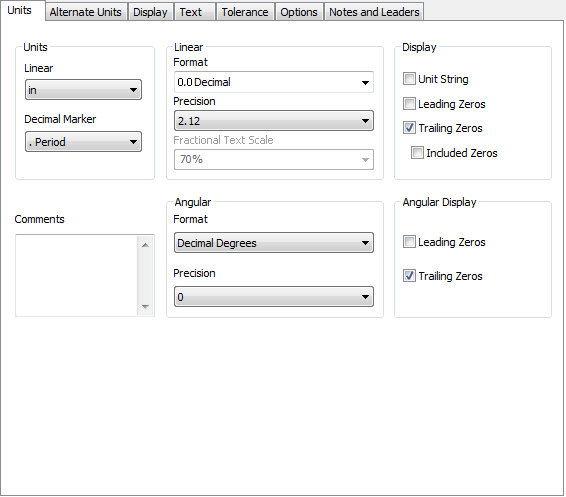 Units Alternate Units Display Text Tolerance Options Notes and Leaders
Units
Linear
in
Decimal Marker
. Period
Linear
Format
0.0 Decimal
Precision
2.12
Fractional Text Scale
70%
Display
Unit String
Leading Zeros
Trailing Zeros
Included Zeros
Comments
Angular
Format
Decimal Degrees
Precision
0
Angular Display
Leading Zeros
Trailing Zeros